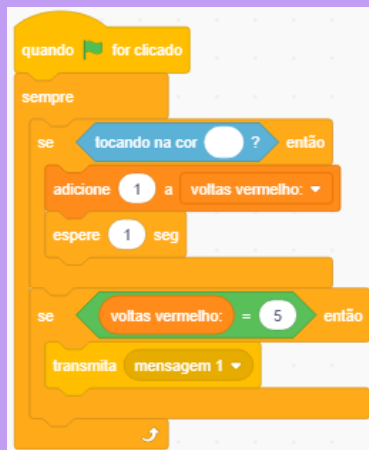 quando for clicado
sempre
se tocando na cor ? então
adicione 1 a voltas vermelho:
espere 1 seg
se voltas vermelho: = 5 então
transmita mensagem 1